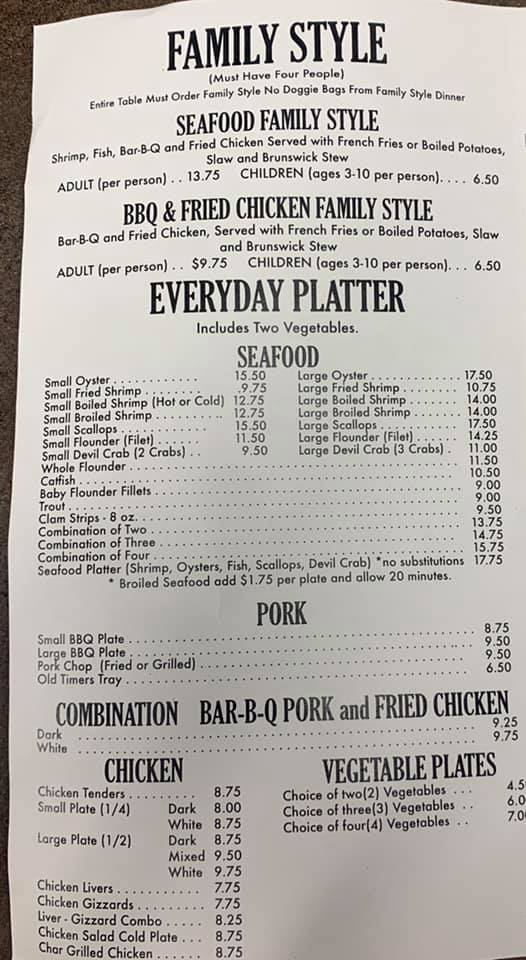 FAMILY STYLE
(Must Have Four People)
Entire Table Must Order Family Style No Doggie Bags From Family Style Dinner
SEAFOOD FAMILY STYLE
Shrimp, Fish, Bar-B-Q and Fried Chicken Served with French Fries or Boiled Potatoes,
Slaw and Brunswick Stew
ADULT (per person) . . 13.75 CHILDREN (ages 3-10 per person). . . . 6.50
BBQ & FRIED CHICKEN FAMILY STYLE
Bar-B-Q and Fried Chicken, Served with French Fries or Boiled Potatoes, Slaw
and Brunswick Stew
ADULT (per person) . . $9.75 CHILDREN (ages 3-10 per person). . . 6.50
EVERYDAY PLATTER
Includes Two Vegetables.
SEAFOOD
Small Oyster . . . . . . . . . . . 15.50 Large Oyster . . . . . . . . . . . . . 17.50
Small Fried Shrimp . . . . . . . .9.75 Large Fried Shrimp . . . . . . . . 10.75
Small Boiled Shrimp (Hot or Cold) 12.75 Large Boiled Shrimp . . . . . . . 14.00
Small Broiled Shrimp . . . . . . . . . 12.75 Large Broiled Shrimp . . . . . . . 14.00
Small Scallops . . . . . . . . . . 15.50 Large Scallops . . . . . . . . . . . . 17.50
Small Flounder (Filet) . . . . . . 11.50 Large Flounder (Filet) . . . . . . 14.25
Small Devil Crab (2 Crabs) . . 9.50 Large Devil Crab (3 Crabs) . 11.00
Whole Flounder . . . . . . . . . . 11.50
Catfish . . . . . . . . . . 10.50
Baby Flounder Fillets . . . . . . . . . . 9.00
Trout . . . . . . . . . . 9.00
Clam Strips - 8 oz. . . . . . . . . . . 9.50
Combination of Two . . . . . . . . . . 13.75
Combination of Three . . . . . . . . . . 14.75
Combination of Four . . . . . . . . . . 15.75
Seafood Platter (Shrimp, Oysters, Fish, Scallops, Devil Crab) *no substitutions 17.75
* Broiled Seafood add $1.75 per plate and allow 20 minutes.
PORK
Small BBQ Plate . . . . . . . . . . 8.75
Large BBQ Plate . . . . . . . . . . 9.50
Pork Chop (Fried or Grilled) . . . . . . . . . . 9.50
Old Timers Tray . . . . . . . . . . 6.50
COMBINATION BAR-B-Q PORK and FRIED CHICKEN
Dark . . . . . . . . . . 9.25
White . . . . . . . . . . 9.75
CHICKEN
Chicken Tenders . . . . . . . . . 8.75
Small Plate (1/4) Dark 8.00
White 8.75
Large Plate (1/2) Dark 8.75
Mixed 9.50
White 9.75
Chicken Livers . . . . . . . . . . . 7.75
Chicken Gizzards . . . . . . . . . 7.75
Liver - Gizzard Combo . . . . . 8.25
Chicken Salad Cold Plate . . . 8.75
Char Grilled Chicken . . . . . . 8.75
VEGETABLE PLATES
Choice of two(2) Vegetables . . . 4.5
Choice of three(3) Vegetables . . 6.0
Choice of four(4) Vegetables . . 7.0